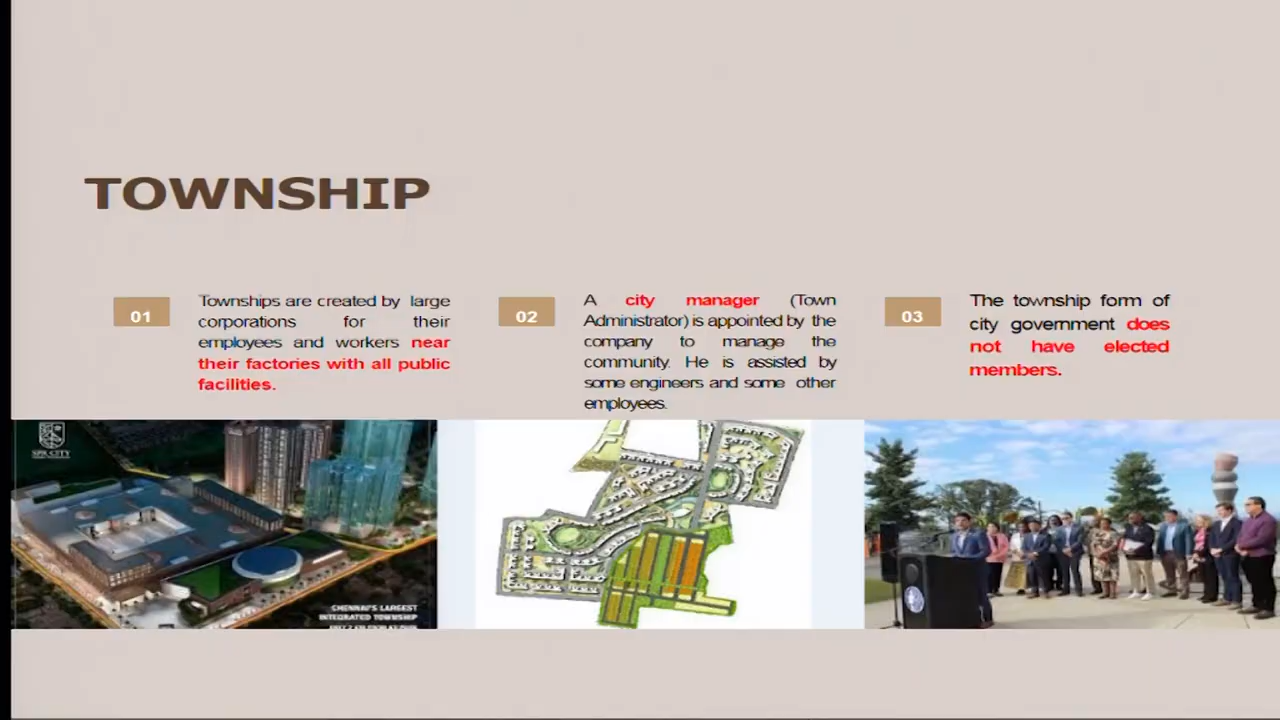 TOWNSHIP
01
Townships are created by large
corporations for their
employees and workers near
their factories with all public
facilities.
02
A city manager (Town
Administrator) is appointed by the
company to manage the
community. He is assisted by
some engineers and some other
employees.
03
The township form of
city government does
not have elected
members.
SPR CITY
CHENNAI'S LARGEST
INTEGRATED TOWNSHIP